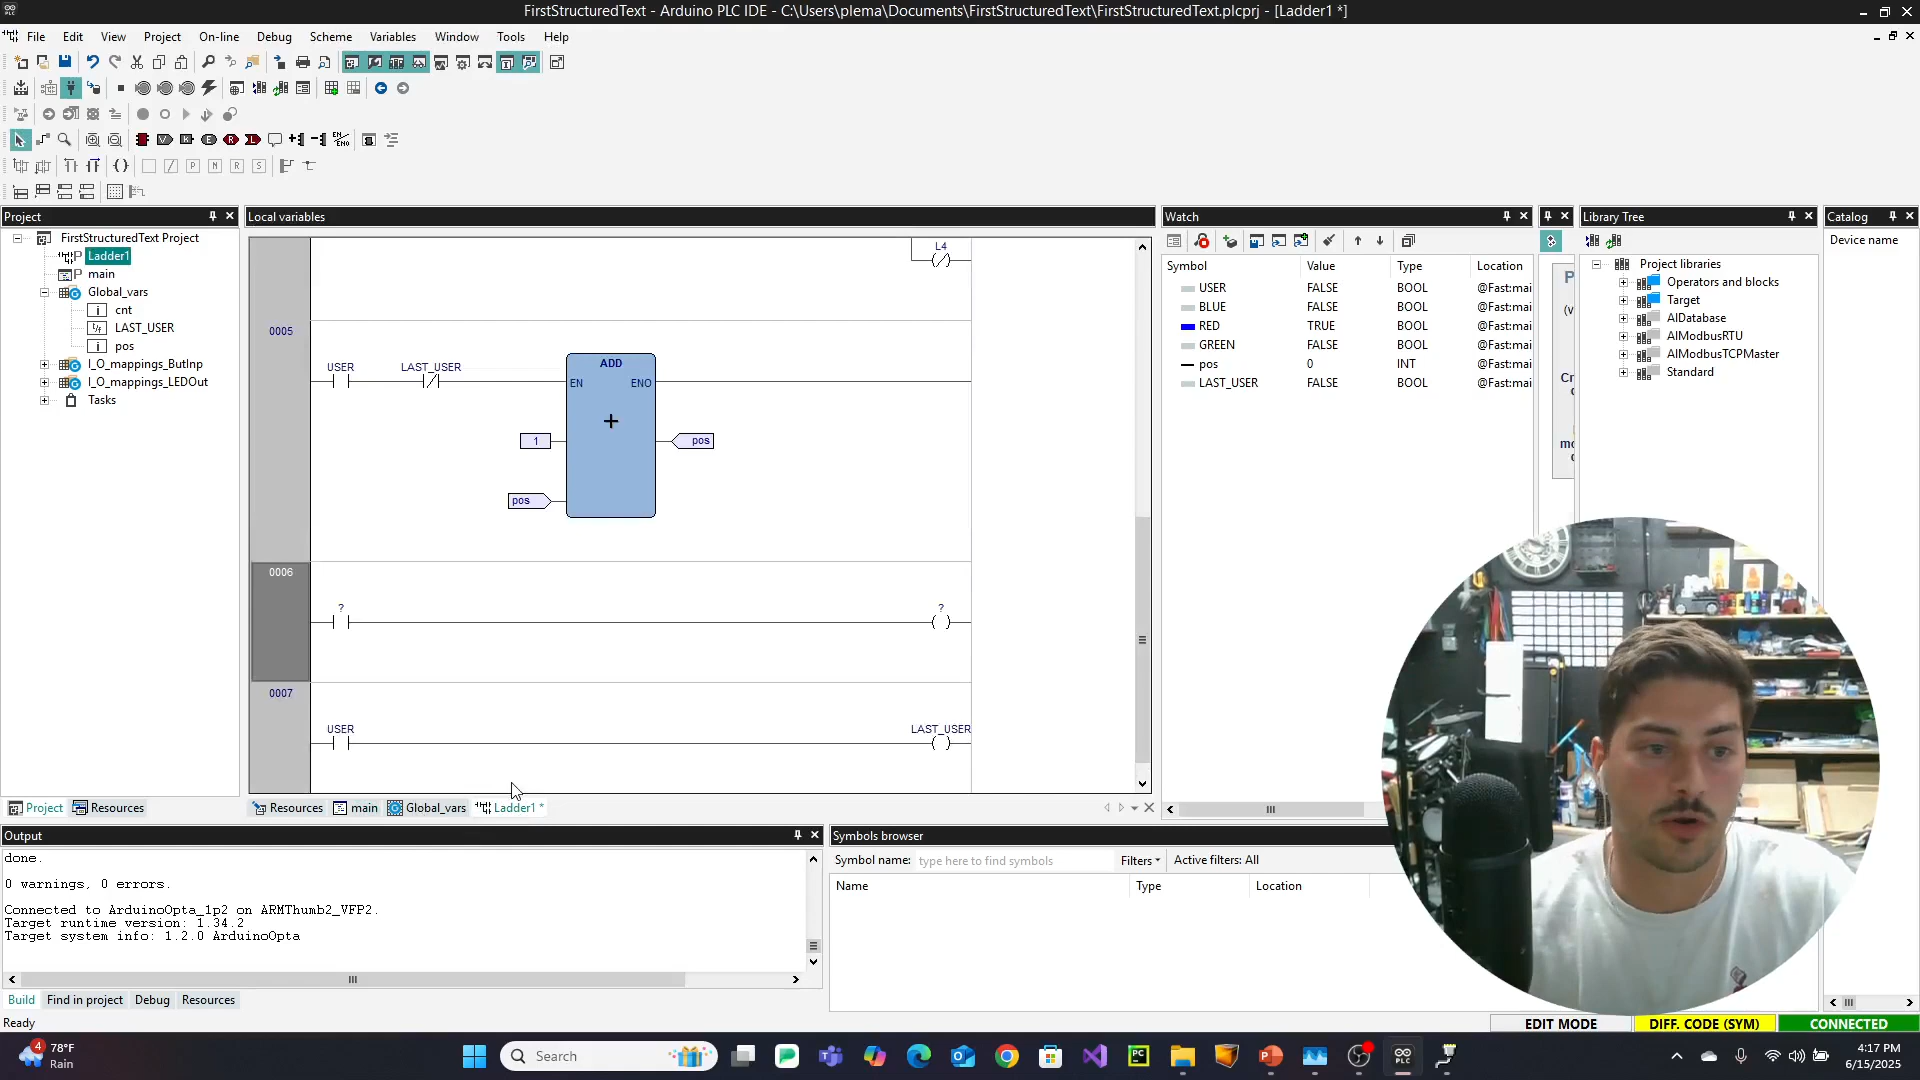 FirstStructuredText - Arduino PLC IDE - C:\Users\plema\Documents\FirstStructuredText\FirstStructuredText.plcprj - [Ladder1 *]
File Edit View Project On-line Debug Scheme Variables Window Options Tools Help
Project
Local variables
Watch
Library Tree
Catalog
FirstStructuredText Project
Ladder1
main
Global_vars
cnt
LAST_USER
pos
I_O_mappings_ButInp
I_O_mappings_LEDOut
Tasks
L4
0005
USER
LAST_USER
ADD
EN
ENO
+
1
pos
pos
0006
?
?
0007
USER
LAST_USER
Symbol Value Type Location
USER FALSE BOOL @Fast:mai
BLUE FALSE BOOL @Fast:mai
RED TRUE BOOL @Fast:mai
GREEN FALSE BOOL @Fast:mai
pos 0 INT @Fast:mai
LAST_USER FALSE BOOL @Fast:mai
Project libraries
Operators and blocks
Target
AlDatabase
AlModbusRTU
AlModbusTCPMaster
Standard
Device name
Project Resources
Resources main Global_vars Ladder1 *
Output
done.
0 warnings, 0 errors.
Connected to ArduinoOpta_1p2 on ARMThumb2_VFP2.
Target runtime version: 1.34.2
Target system info: 1.2.0 ArduinoOpta
Build Find in project Debug Resources
Symbols browser
Symbol name: type here to find symbols Filters Active filters: All
Name Type Location
Ready
EDIT MODE DIFF. CODE (SYM) CONNECTED
4
78°F
Rain
Search
4:17 PM
6/15/2025